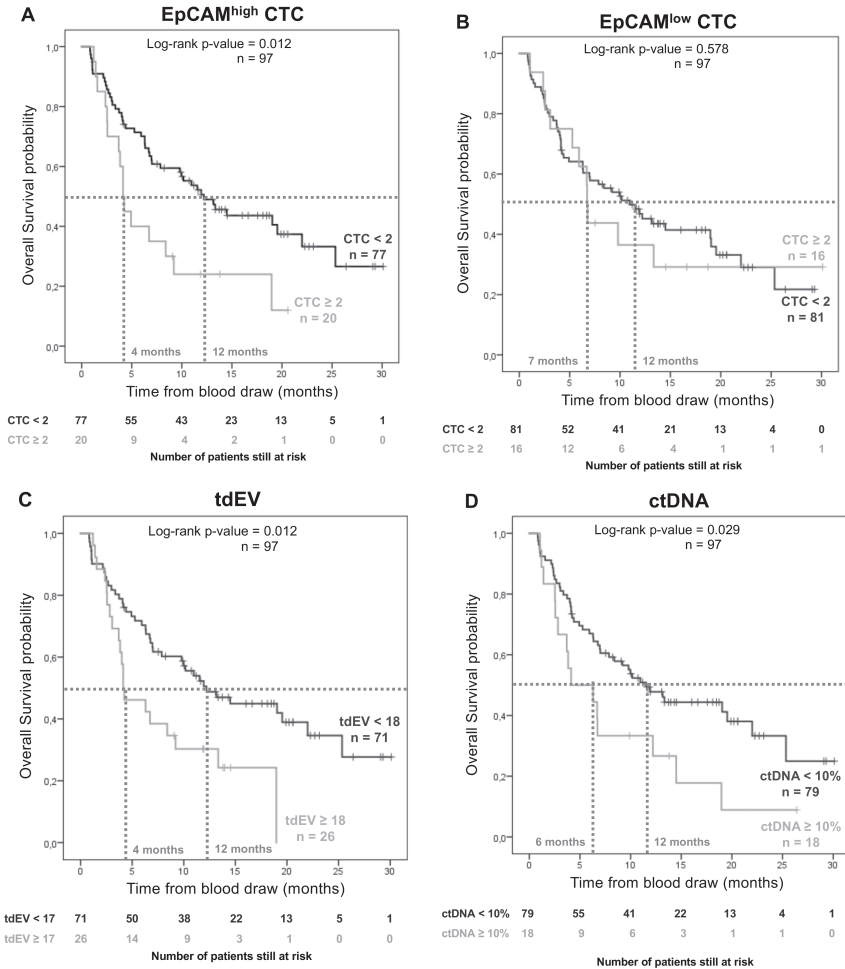 A
EpCAMhigh CTC
Log-rank p-value = 0.012
n = 97
Overall Survival probability
1,0
0,8
0,6
0,4
0,2
0,0
CTC < 2
n = 77
CTC ≥ 2
n = 20
4 months
12 months
0 5 10 15 20 25 30
Time from blood draw (months)
CTC < 2 77 55 43 23 13 5 1
CTC ≥ 2 20 9 4 2 1 0 0
Number of patients still at risk
B
EpCAMlow CTC
Log-rank p-value = 0.578
n = 97
Overall Survival probability
1,0
0,8
0,6
0,4
0,2
0,0
CTC ≥ 2
n = 16
CTC < 2
n = 81
7 months
12 months
0 5 10 15 20 25 30
Time from blood draw (months)
CTC < 2 81 52 41 21 13 4 0
CTC ≥ 2 16 12 6 4 1 1 1
Number of patients still at risk
C
tdEV
Log-rank p-value = 0.012
n = 97
Overall Survival probability
1,0
0,8
0,6
0,4
0,2
0,0
tdEV < 18
n = 71
tdEV ≥ 18
n = 26
4 months
12 months
0 5 10 15 20 25 30
Time from blood draw (months)
tdEV < 17 71 50 38 22 13 5 1
tdEV ≥ 17 26 14 9 3 1 0 0
Number of patients still at risk
D
ctDNA
Log-rank p-value = 0.029
n = 97
Overall Survival probability
1,0
0,8
0,6
0,4
0,2
0,0
ctDNA < 10%
n = 79
ctDNA ≥ 10%
n = 18
6 months
12 months
0 5 10 15 20 25 30
Time from blood draw (months)
ctDNA < 10% 79 55 41 22 13 4 1
ctDNA ≥ 10% 18 9 6 3 1 1 0
Number of patients still at risk